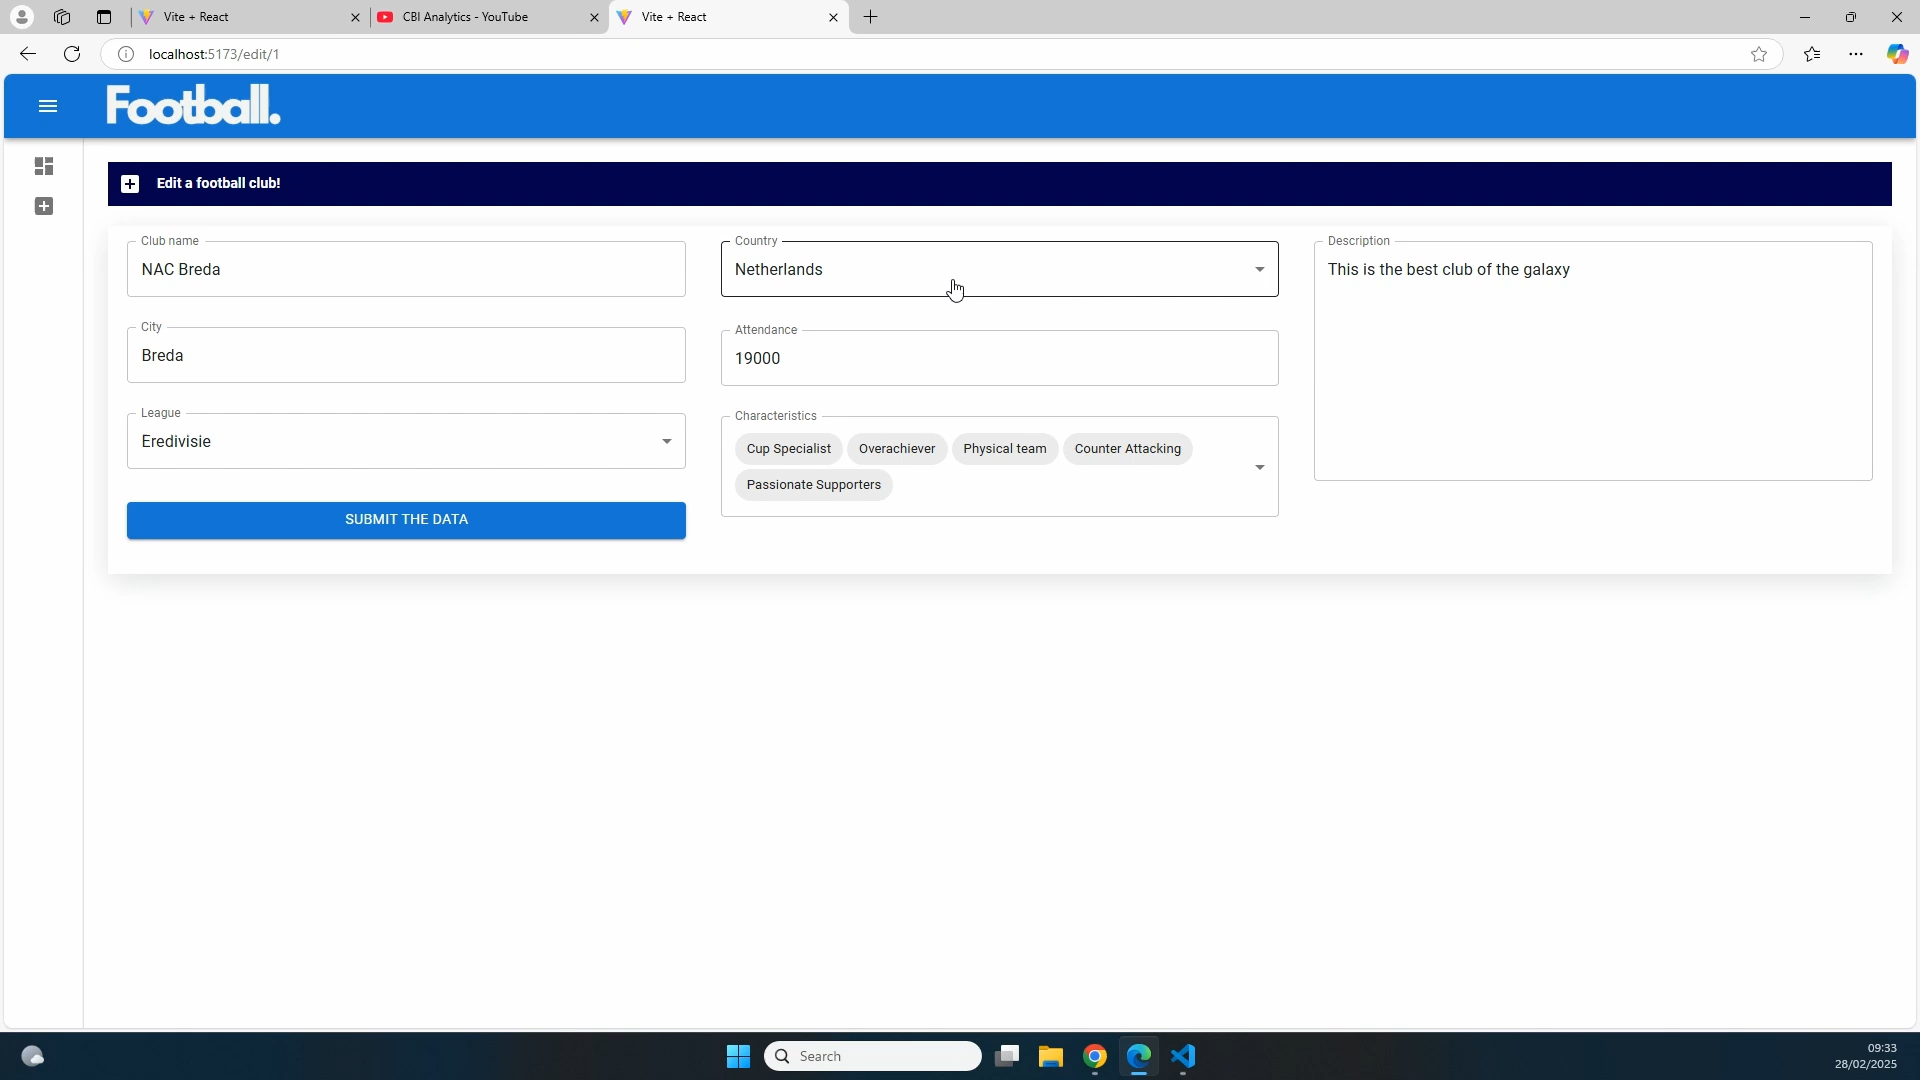 Vite + React
CBI Analytics - YouTube
Vite + React
localhost:5173/edit/1
Football.
Edit a football club!
Club name
NAC Breda
Country
Netherlands
Description
This is the best club of the galaxy
City
Breda
Attendance
19000
League
Eredivisie
Characteristics
Cup Specialist
Overachiever
Physical team
Counter Attacking
Passionate Supporters
SUBMIT THE DATA
Search
09:33
28/02/2025